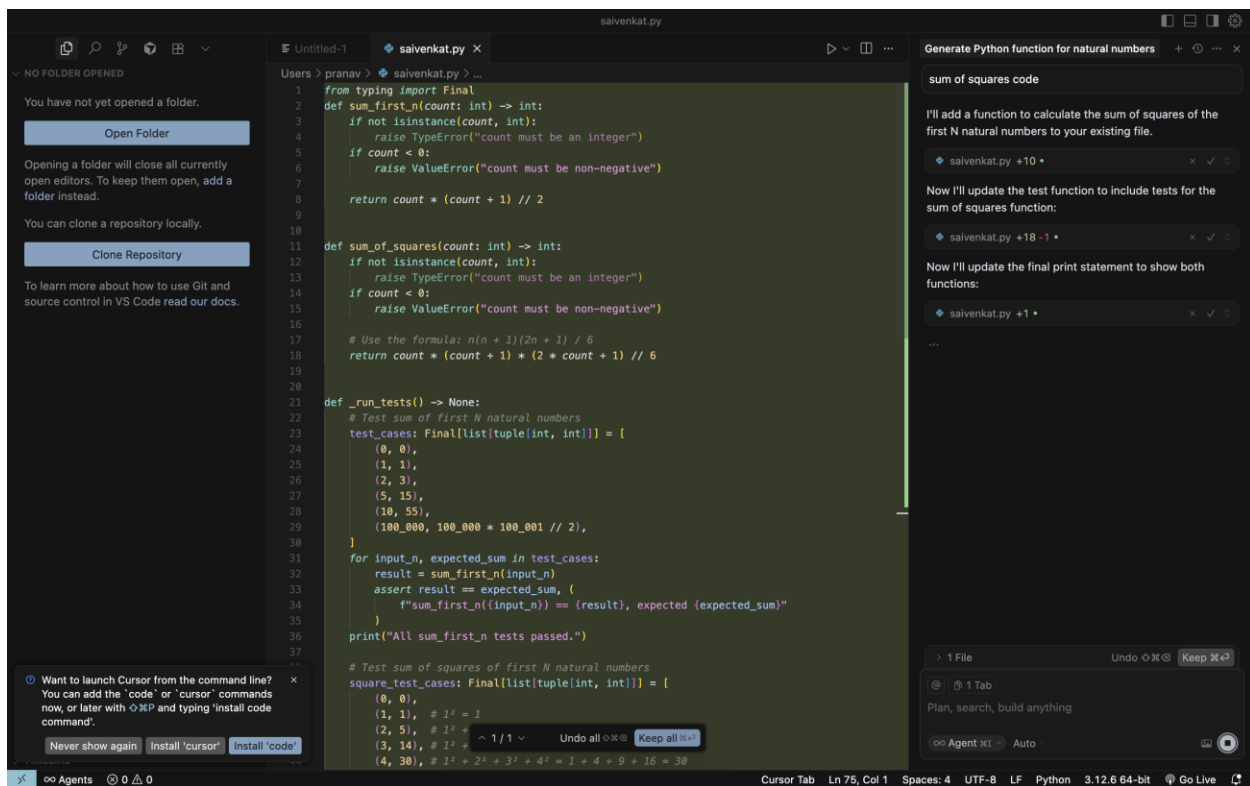 saivenkat.py
NO FOLDER OPENED
You have not yet opened a folder.
Open Folder
Opening a folder will close all currently
open editors. To keep them open, add a
folder instead.
You can clone a repository locally.
Clone Repository
To learn more about how to use Git and
source control in VS Code read our docs.
Want to launch Cursor from the command line?
You can add the `code` or `cursor` commands
now, or later with ⇧⌘P and typing 'install code
command'.
Never show again Install 'cursor' Install 'code'
Untitled-1 saivenkat.py
Users > pranav > saivenkat.py > ...
1 from typing import Final
2 def sum_first_n(count: int) -> int:
3 if not isinstance(count, int):
4 raise TypeError("count must be an integer")
5 if count < 0:
6 raise ValueError("count must be non-negative")
7
8 return count * (count + 1) // 2
9
10
11 def sum_of_squares(count: int) -> int:
12 if not isinstance(count, int):
13 raise TypeError("count must be an integer")
14 if count < 0:
15 raise ValueError("count must be non-negative")
16
17 # Use the formula: n(n + 1)(2n + 1) / 6
18 return count * (count + 1) * (2 * count + 1) // 6
19
20
21 def _run_tests() -> None:
22 # Test sum of first N natural numbers
23 test_cases: Final[list[tuple[int, int]]] = [
24 (0, 0),
25 (1, 1),
26 (2, 3),
27 (5, 15),
28 (10, 55),
29 (100_000, 100_000 * 100_001 // 2),
30 ]
31 for input_n, expected_sum in test_cases:
32 result = sum_first_n(input_n)
33 assert result == expected_sum, (
34 f"sum_first_n({input_n}) == {result}, expected {expected_sum}"
35 )
36 print("All sum_first_n tests passed.")
37
# Test sum of squares of first N natural numbers
square_test_cases: Final[list[tuple[int, int]]] = [
(0, 0),
(1, 1), # 1² = 1
(2, 5), # 1² +
(3, 14), # 1² +
(4, 30), # 1² + 2² + 3² + 4² = 1 + 4 + 9 + 16 = 30
1 / 1 Undo all ⇧⌘⌫ Keep all ⌘⏎
Generate Python function for natural numbers
sum of squares code
I'll add a function to calculate the sum of squares of the
first N natural numbers to your existing file.
saivenkat.py +10 •
Now I'll update the test function to include tests for the
sum of squares function:
saivenkat.py +18 -1 •
Now I'll update the final print statement to show both
functions:
saivenkat.py +1 •
...
> 1 File Undo ⇧⌘⌫ Keep ⌘⏎
@ 1 Tab
Plan, search, build anything
∞ Agent ⌘I Auto
∞ Agents 0 0 Cursor Tab Ln 75, Col 1 Spaces: 4 UTF-8 LF Python 3.12.6 64-bit Go Live